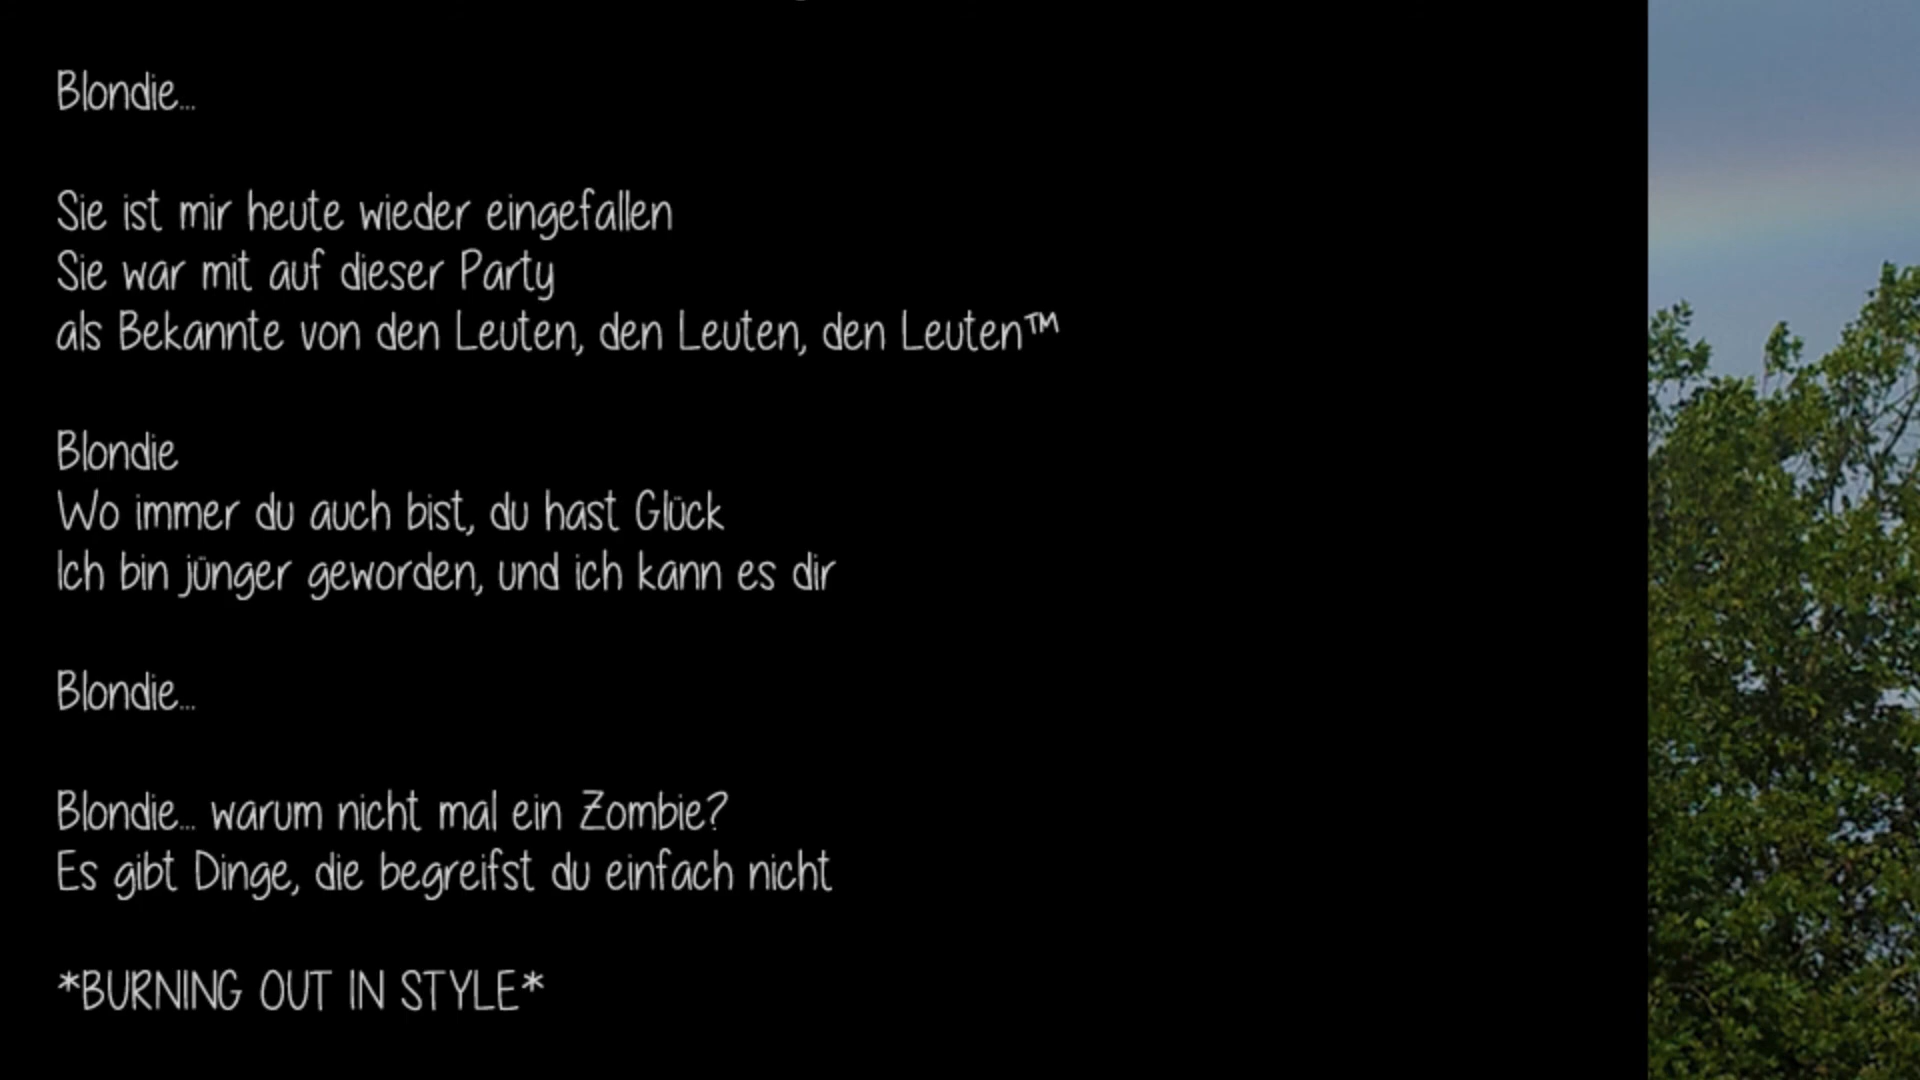 Blondie...
Sie ist mir heute wieder eingefallen
Sie war mit auf dieser Party
als Bekannte von den Leuten, den Leuten, den Leuten™
Blondie
Wo immer du auch bist, du hast Glück
Ich bin jünger geworden, und ich kann es dir
Blondie...
Blondie... warum nicht mal ein Zombie?
Es gibt Dinge, die begreifst du einfach nicht
*BURNING OUT IN STYLE*